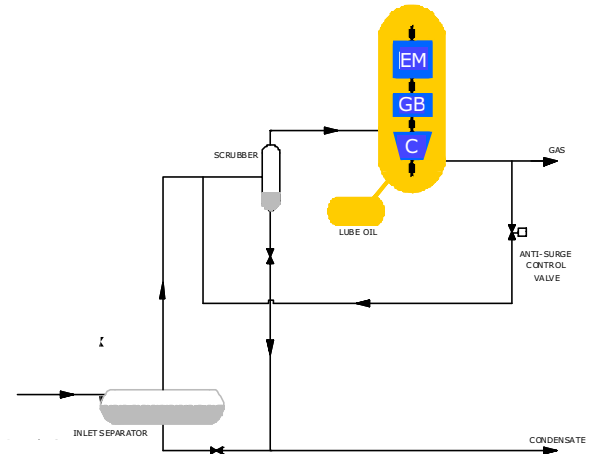 EM
GB
C
SCRUBBER
GAS
LUBE OIL
ANTI-SURGE
CONTROL
VALVE
INLET SEPARATOR
CONDENSATE